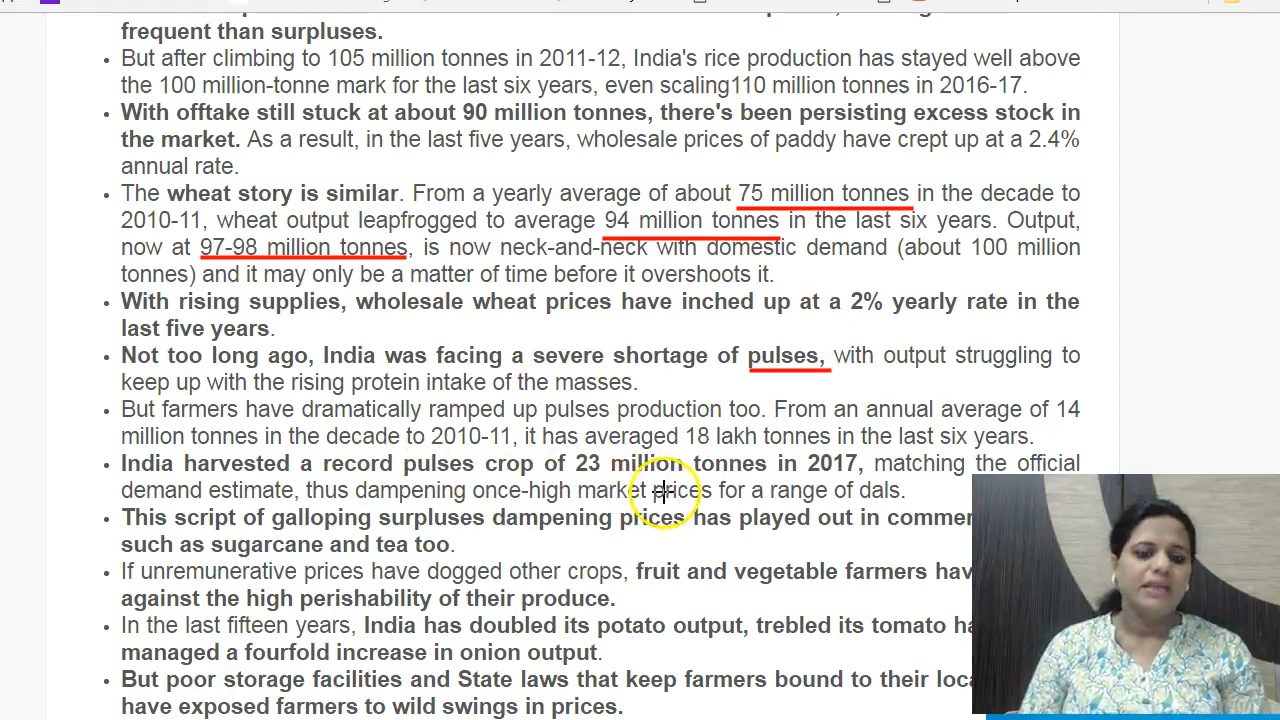 frequent than surpluses.
• But after climbing to 105 million tonnes in 2011-12, India's rice production has stayed well above
the 100 million-tonne mark for the last six years, even scaling110 million tonnes in 2016-17.
• With offtake still stuck at about 90 million tonnes, there's been persisting excess stock in
the market. As a result, in the last five years, wholesale prices of paddy have crept up at a 2.4%
annual rate.
• The wheat story is similar. From a yearly average of about 75 million tonnes in the decade to
2010-11, wheat output leapfrogged to average 94 million tonnes in the last six years. Output,
now at 97-98 million tonnes, is now neck-and-neck with domestic demand (about 100 million
tonnes) and it may only be a matter of time before it overshoots it.
• With rising supplies, wholesale wheat prices have inched up at a 2% yearly rate in the
last five years.
• Not too long ago, India was facing a severe shortage of pulses, with output struggling to
keep up with the rising protein intake of the masses.
• But farmers have dramatically ramped up pulses production too. From an annual average of 14
million tonnes in the decade to 2010-11, it has averaged 18 lakh tonnes in the last six years.
• India harvested a record pulses crop of 23 million tonnes in 2017, matching the official
demand estimate, thus dampening once-high market prices for a range of dals.
• This script of galloping surpluses dampening prices has played out in
such as sugarcane and tea too.
• If unremunerative prices have dogged other crops, fruit and vegetable farmers
against the high perishability of their produce.
• In the last fifteen years, India has doubled its potato output, trebled its tomato
managed a fourfold increase in onion output.
• But poor storage facilities and State laws that keep farmers bound to their
have exposed farmers to wild swings in prices.